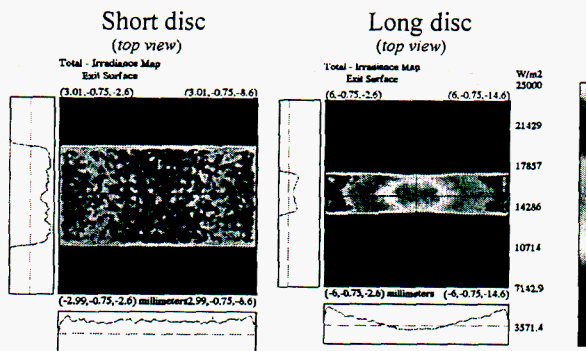 Short disc
(top view)
Total - Irradiance Map
Exit Surface
(3.01,-0.75,-2.6) (3.01,-0.75,-8.6)
(-2.99,-0.75,-2.6) millimeters-2.99,-0.75,-8.6)
Long disc
(top view)
Total - Irradiance Map
Exit Surface
(6,-0.75,-2.6) (6,-0.75,-14.6)
(-6,-0.75,-2.6) millimeters (-6,-0.75,-14.6)
W/m2
25000
21429
17857
14286
10714
7142.9
3571.4